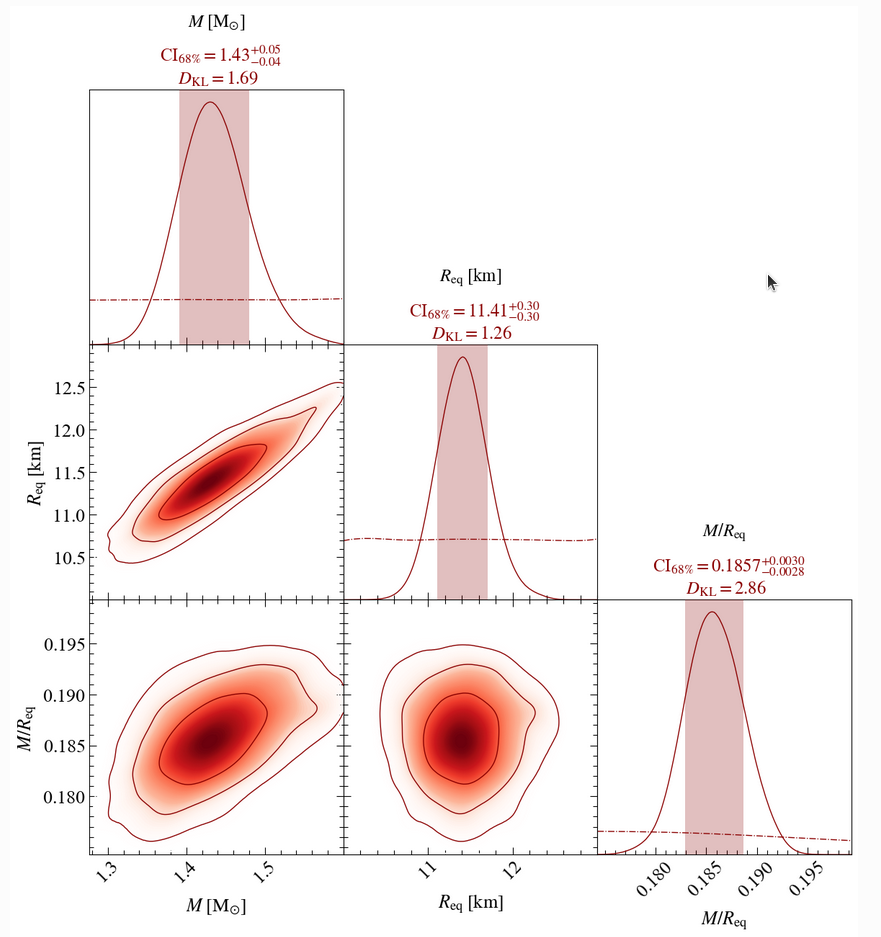 M [M⊙]
CI68% = 1.43+0.05−0.04
DKL = 1.69
Req [km]
CI68% = 11.41+0.30−0.30
DKL = 1.26
12.5
12.0
11.5
11.0
10.5
Req [km]
M/Req
CI68% = 0.1857+0.0030−0.0028
DKL = 2.86
0.195
0.190
0.185
0.180
M/Req
1.3 1.4 1.5
M [M⊙]
11 12
Req [km]
0.180 0.185 0.190 0.195
M/Req